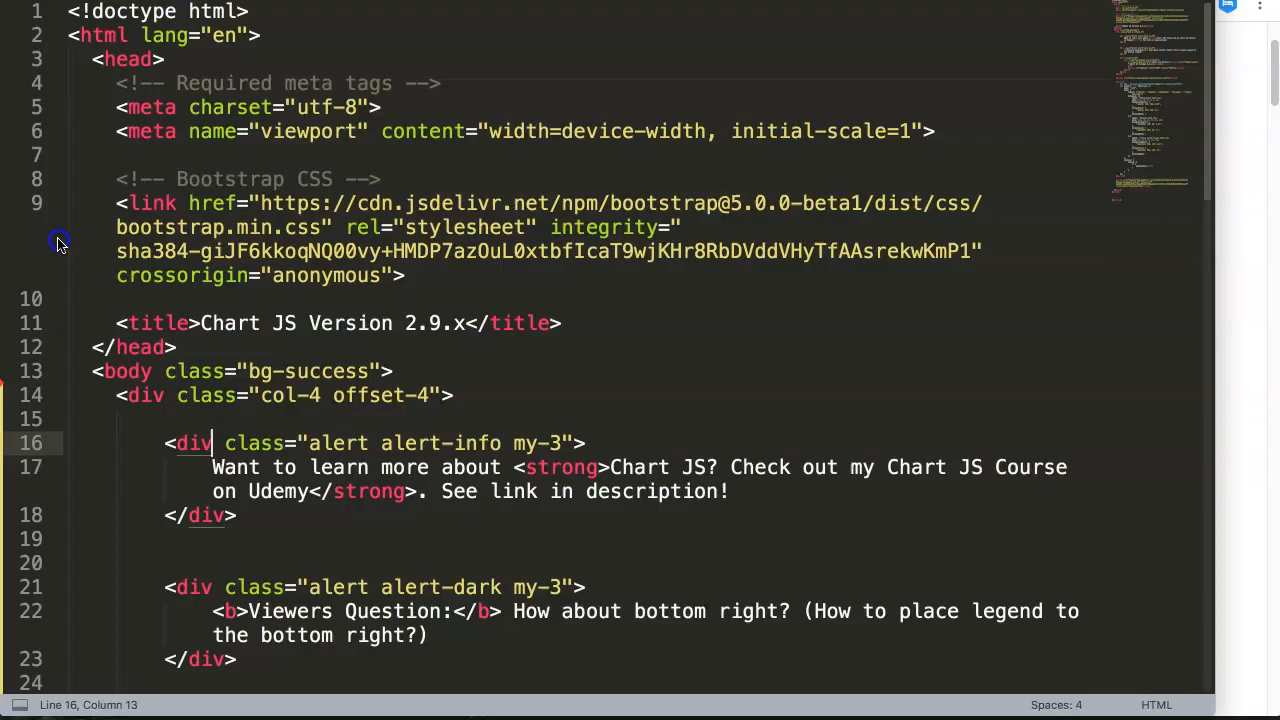 1 <!doctype html>
2 <html lang="en">
3 <head>
4 <!-- Required meta tags -->
5 <meta charset="utf-8">
6 <meta name="viewport" content="width=device-width, initial-scale=1">
7
8 <!-- Bootstrap CSS -->
9 <link href="https://cdn.jsdelivr.net/npm/bootstrap@5.0.0-beta1/dist/css/
bootstrap.min.css" rel="stylesheet" integrity="
sha384-giJF6kkoqNQ00vy+HMDP7azOuL0xtbfIcaT9wjKHr8RbDVddVHyTfAAsrekwKmP1"
crossorigin="anonymous">
10
11 <title>Chart JS Version 2.9.x</title>
12 </head>
13 <body class="bg-success">
14 <div class="col-4 offset-4">
15
16 <div class="alert alert-info my-3">
17 Want to learn more about <strong>Chart JS? Check out my Chart JS Course
on Udemy</strong>. See link in description!
18 </div>
19
20
21 <div class="alert alert-dark my-3">
22 <b>Viewers Question:</b> How about bottom right? (How to place legend to
the bottom right?)
23 </div>
24
Line 16, Column 13 Spaces: 4 HTML